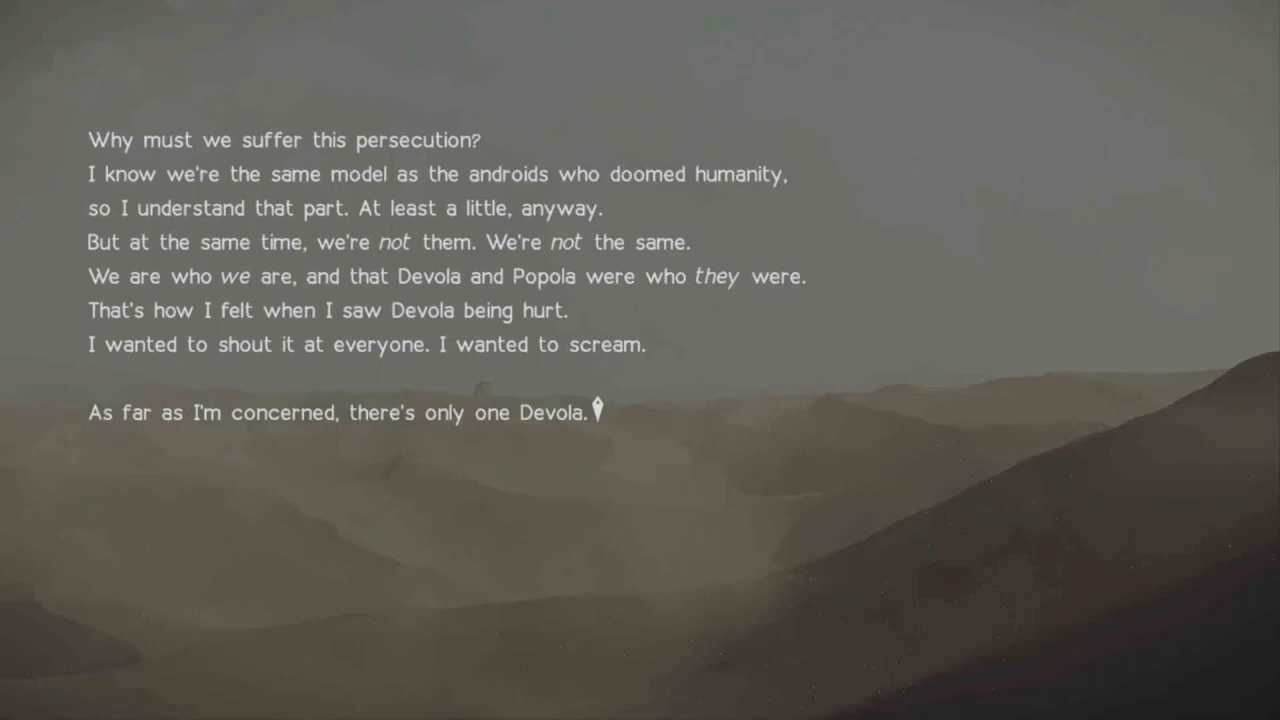 Why must we suffer this persecution?
I know we're the same model as the androids who doomed humanity,
so I understand that part. At least a little, anyway.
But at the same time, we're not them. We're not the same.
We are who we are, and that Devola and Popola were who they were.
That's how I felt when I saw Devola being hurt.
I wanted to shout it at everyone. I wanted to scream.
As far as I'm concerned, there's only one Devola.